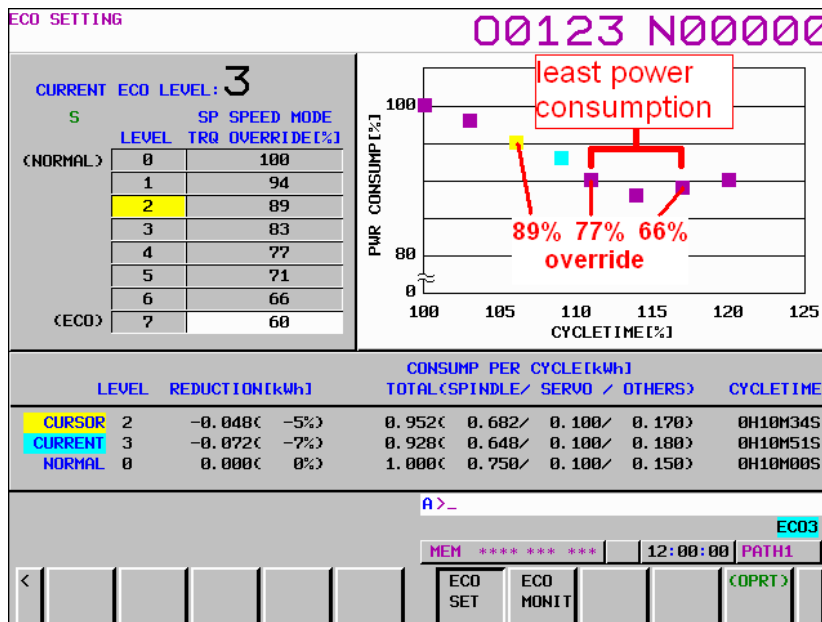 ECO SETTING
O0123 N00000
CURRENT ECO LEVEL:3
S SP SPEED MODE
LEVEL TRQ OVERRIDE[%]
(NORMAL) 0 100
1 94
2 89
3 83
4 77
5 71
6 66
(ECO) 7 60
PWR CONSUMP[%]
100
80
0
least power
consumption
89% 77% 66%
override
100 105 110 115 120 125
CYCLETIME[%]
CONSUMP PER CYCLE[kWh]
LEVEL REDUCTION[kWh] TOTAL(SPINDLE/ SERVO / OTHERS) CYCLETIME
CURSOR 2 -0.048( -5%) 0.952( 0.682/ 0.100/ 0.170) 0H10M34S
CURRENT 3 -0.072( -7%) 0.928( 0.648/ 0.100/ 0.180) 0H10M51S
NORMAL 0 0.000( 0%) 1.000( 0.750/ 0.100/ 0.150) 0H10M00S
A>_
ECO3
MEM **** *** *** 12:00:00 PATH1
< ECO SET ECO MONIT (OPRT)